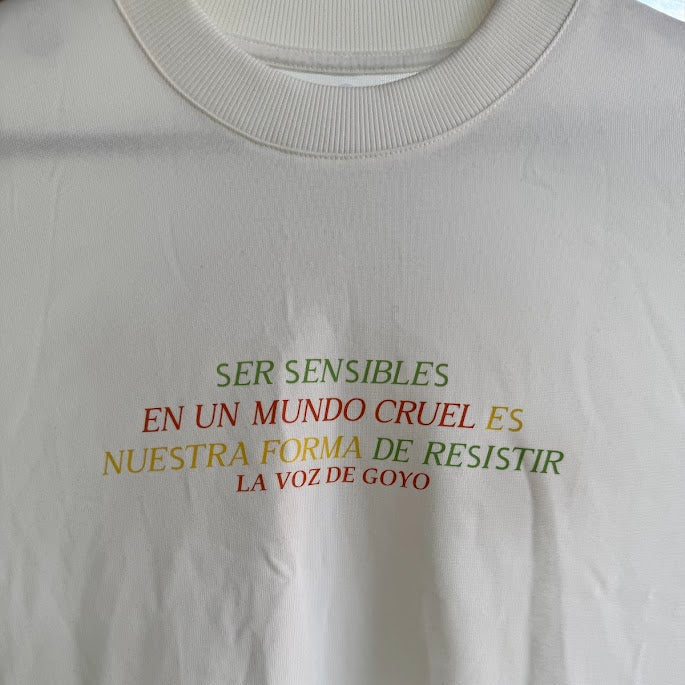 SER SENSIBLES
EN UN MUNDO CRUEL ES
NUESTRA FORMA DE RESISTIR
LA VOZ DE GOYO